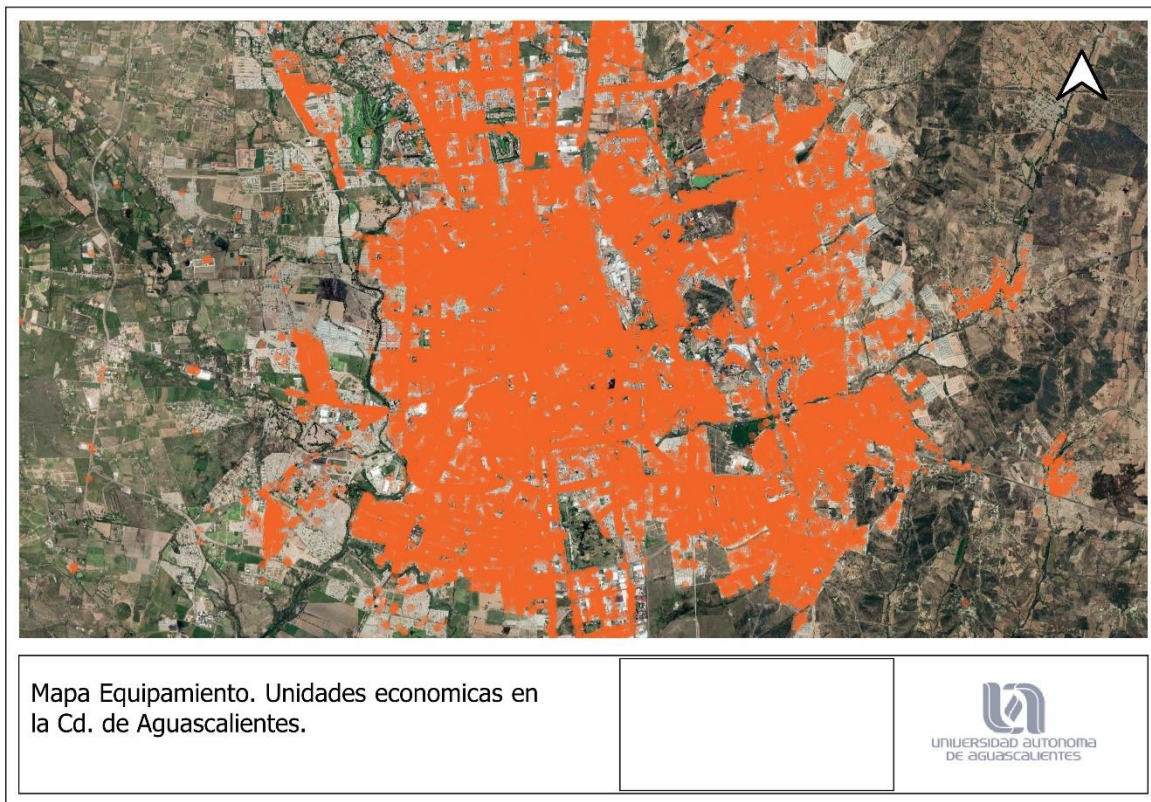 Mapa Equipamiento. Unidades economicas en
la Cd. de Aguascalientes.
UNIVERSIDAD AUTONOMA
DE AGUASCALIENTES